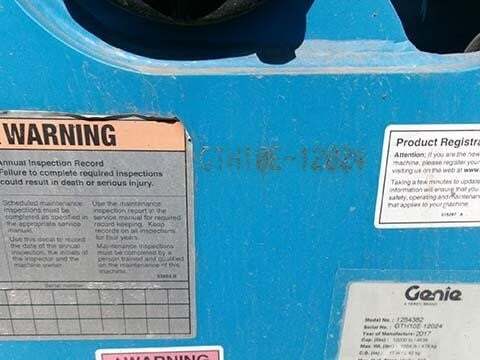 WARNING
Annual Inspection Record
Failure to complete required inspections
could result in death or serious injury.
Scheduled maintenance
inspections must be
completed as specified in
the appropriate service
manual.
Use this decal to record
the date of the annual
inspection, the initials of
the inspector and the
machine owner.
Use the maintenance
inspection report in the
service manual for required
record keeping. Keep
records on all inspections
for four years.
Maintenance inspections
must be completed by a
person trained and qualified
on the maintenance
of this machine.
Serial number
GTH10E-12024
Product Registra
Attention: If you are the new
machine, please register
visiting us on the web at www.
Taking a few minutes to update
information will ensure that you
safety, operating and maintenance
that applies to your machine.
Genie
A TEREX BRAND
Model No.: 1284382
Serial No.: GTH10E-12024
Year of Manufacture: 2017
WARNING